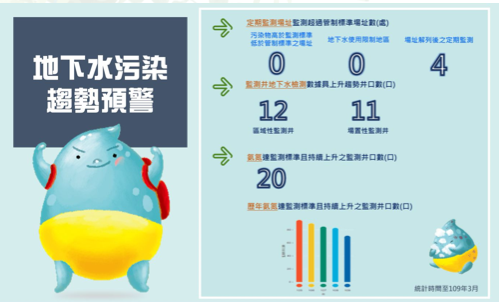 地下水污染
趨勢預警
定期監測場址監測超過管制標準場址數(處)
污染物高於監測標準
低於管制標準之場址
地下水使用限制地區
場址解列後之定期監測
0
0
4
監測井地下水檢測數據具上升趨勢井口數(口)
12
11
區域性監測井
場置性監測井
氨氮達監測標準且持續上升之監測井口數(口)
20
歷年氨氮達監測標準且持續上升之監測井口數(口)
統計時間至109年3月